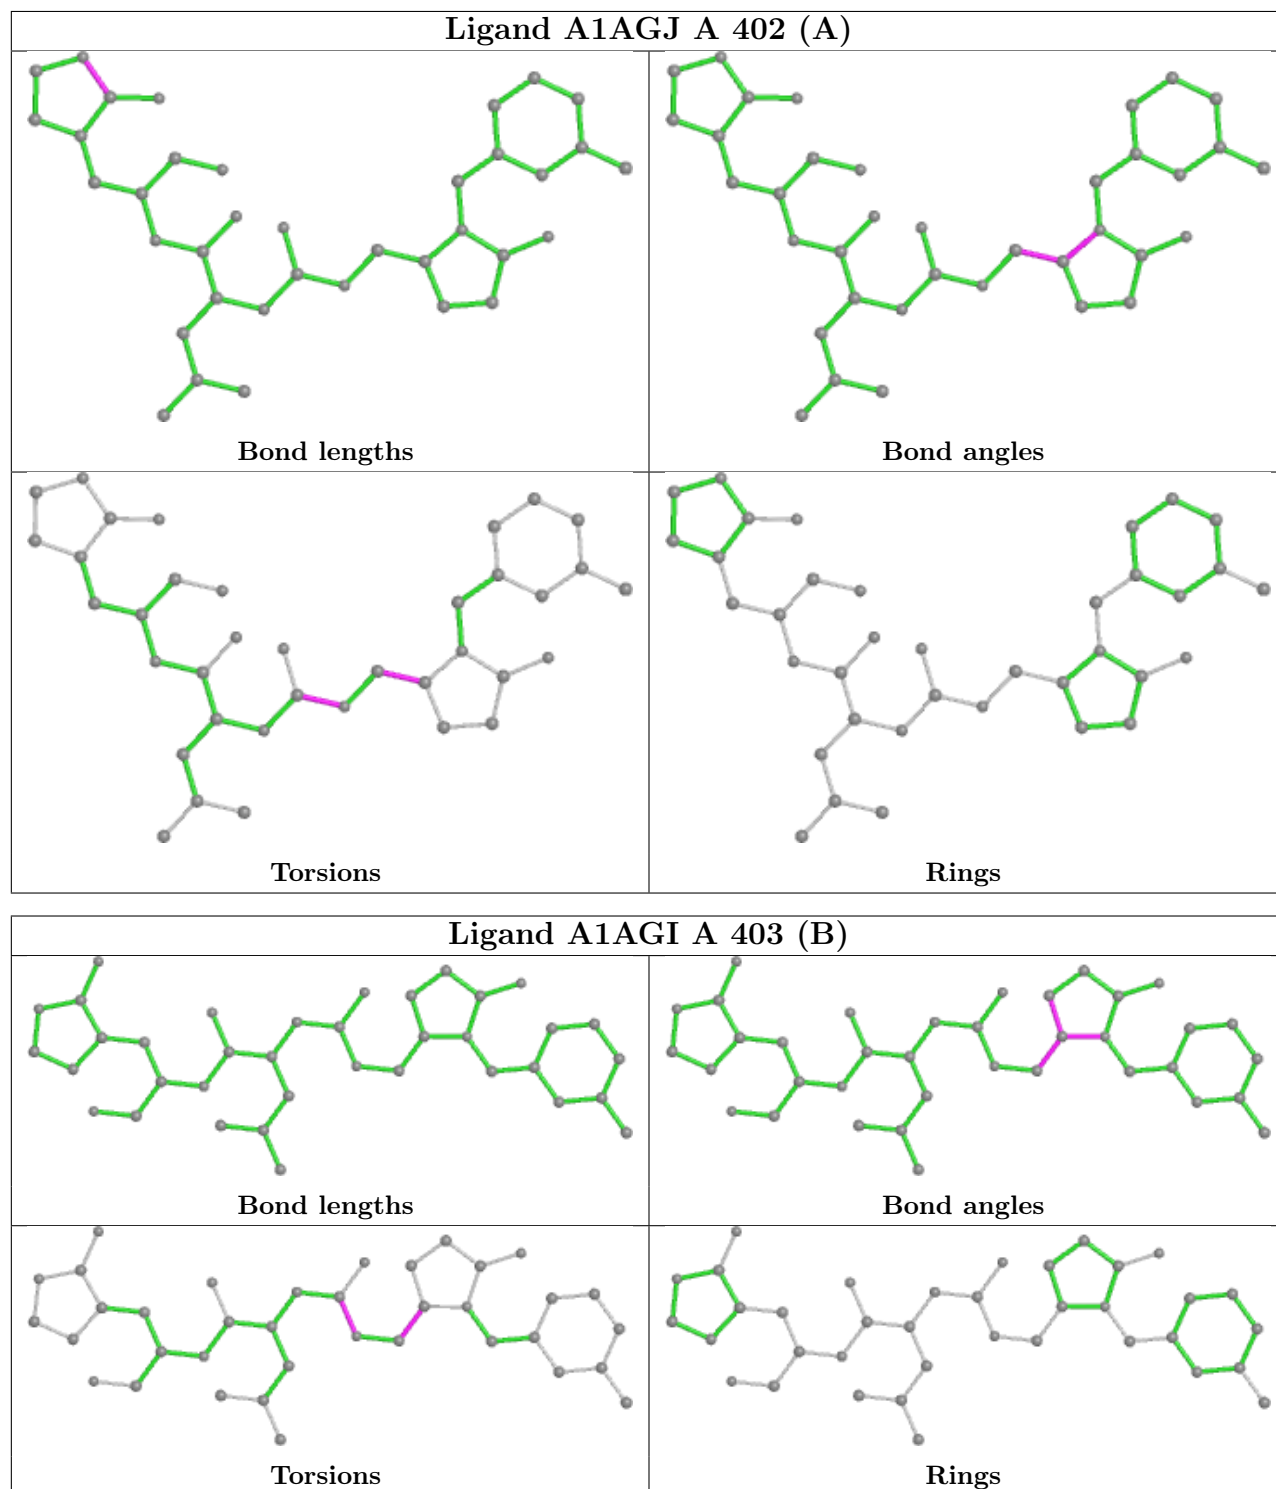 Ligand A1AGJ A 402 (A)
Bond lengths
Bond angles
Torsions
Rings
Ligand A1AGI A 403 (B)
Bond lengths
Bond angles
Torsions
Rings